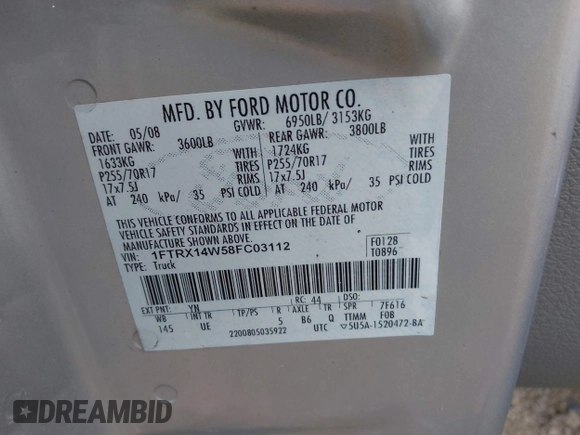 MFD. BY FORD MOTOR CO.
DATE: 05/08 GVWR: 6950LB/ 3153KG
FRONT GAWR: 3600LB REAR GAWR: 3800LB
1633KG WITH 1724KG WITH
P255/70R17 TIRES P255/70R17 TIRES
17x7.5J RIMS 17x7.5J RIMS
AT 240 kPa/ 35 PSI COLD AT 240 kPa/ 35 PSI COLD
THIS VEHICLE CONFORMS TO ALL APPLICABLE FEDERAL MOTOR
VEHICLE SAFETY STANDARDS IN EFFECT ON THE DATE OF
MANUFACTURE SHOWN ABOVE.
VIN: 1FTRX14W58FC03112 F0128
TYPE: Truck T0896
EXT PNT: YN RC: 44 DSO:
WB INT TR TP/PS R AXLE TR SPR 7F616
145 UE 5 B6 Q TTMM FOB
2200805035922 UTC 5U5A-1520472-BA
DREAMBID